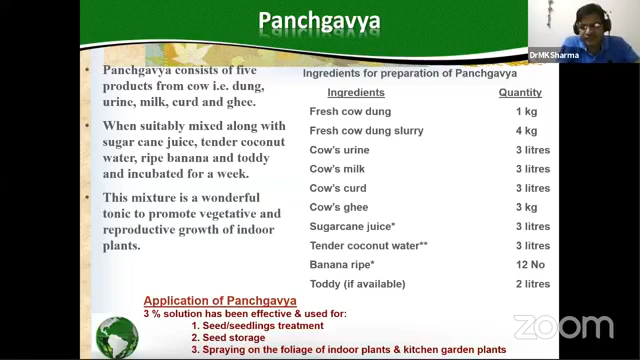 Panchgavya
DrMKSharma
• Panchgavya consists of five
products from cow i.e. dung,
urine, milk, curd and ghee.
• When suitably mixed along with
sugar cane juice, tender coconut
water, ripe banana and toddy
and incubated for a week.
• This mixture is a wonderful
tonic to promote vegetative and
reproductive growth of indoor
plants.
Ingredients for preparation of Panchgavya
Ingredients Quantity
Fresh cow dung 1 kg
Fresh cow dung slurry 4 kg
Cow's urine 3 litres
Cow's milk 3 litres
Cow's curd 3 litres
Cow's ghee 3 kg
Sugarcane juice* 3 litres
Tender coconut water** 3 litres
Banana ripe* 12 No
Toddy (if available) 2 litres
Application of Panchgavya
3 % solution has been effective & used for:
1. Seed/seedlings treatment
2. Seed storage
3. Spraying on the foliage of indoor plants & kitchen garden plants
zoom